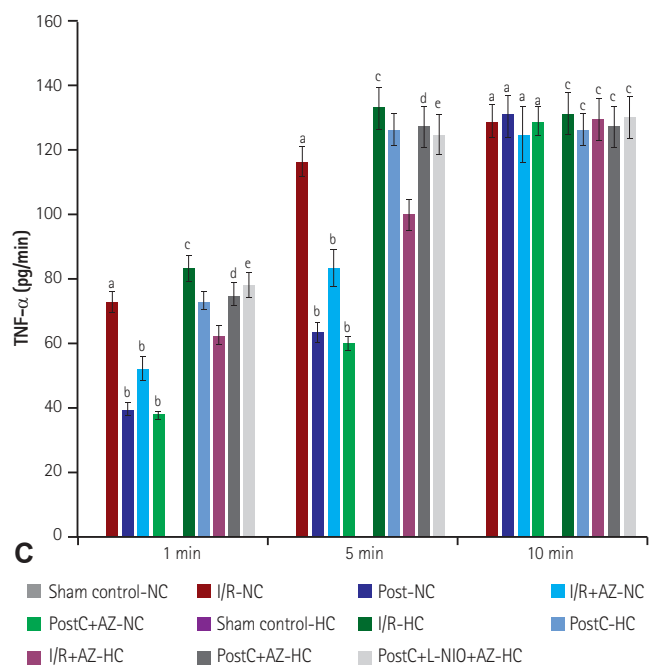 160
140
120
100
80
60
40
20
0
TNF-α (pg/min)
a
b
b
b
c
d
e
a
b
b
b
c
d
e
a
a
a
a
c
c
c
c
c
C
1 min
5 min
10 min
Sham control-NC
I/R-NC
Post-NC
I/R+AZ-NC
PostC+AZ-NC
Sham control-HC
I/R-HC
PostC-HC
I/R+AZ-HC
PostC+AZ-HC
PostC+L-NIO+AZ-HC